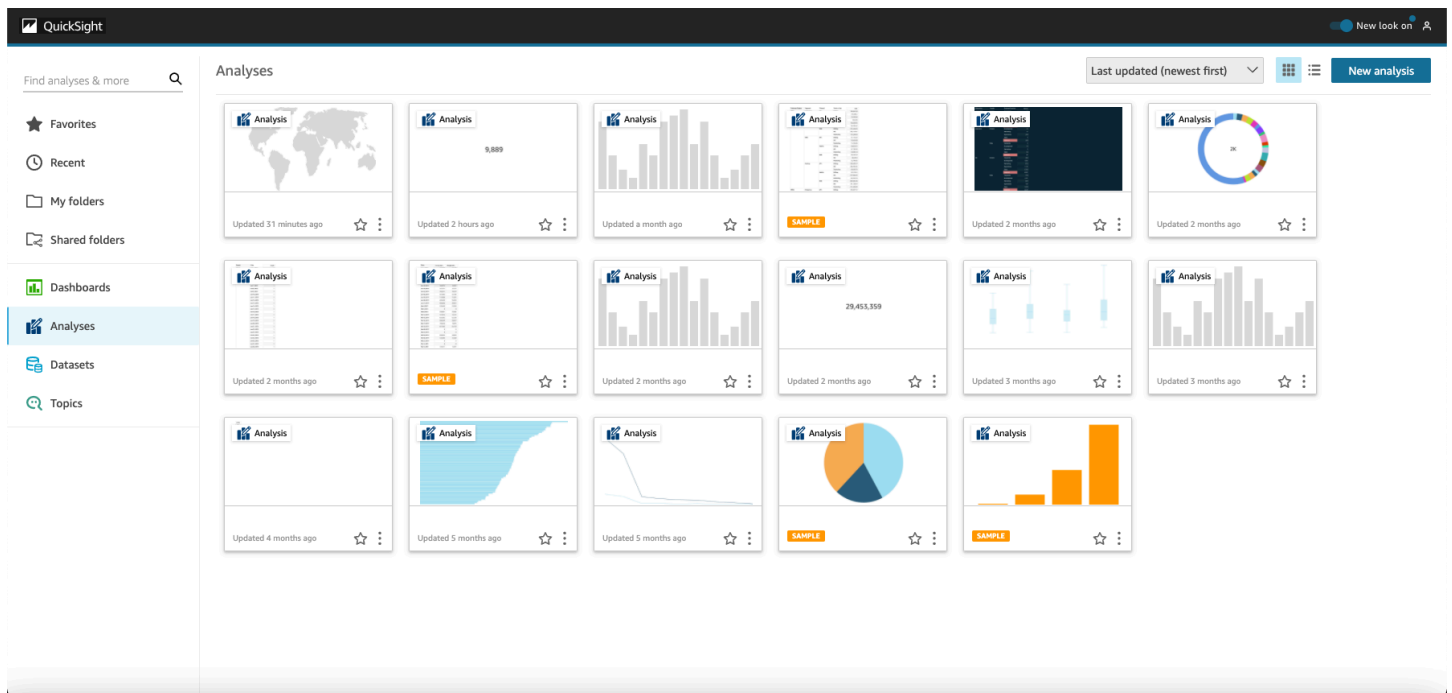 QuickSight
New look on
Find analyses & more
Favorites
Recent
My folders
Shared folders
Dashboards
Analyses
Datasets
Topics
Analyses
Last updated (newest first)
New analysis
Analysis
Updated 31 minutes ago
Analysis
9,889
Updated 2 hours ago
Analysis
Updated a month ago
Analysis
SAMPLE
Analysis
Updated 2 months ago
Analysis
2K
Updated 2 months ago
Analysis
Updated 2 months ago
Analysis
SAMPLE
Analysis
Updated 2 months ago
Analysis
29,453,359
Updated 2 months ago
Analysis
Updated 3 months ago
Analysis
Updated 3 months ago
Analysis
Updated 4 months ago
Analysis
Updated 5 months ago
Analysis
Updated 5 months ago
Analysis
SAMPLE
Analysis
SAMPLE